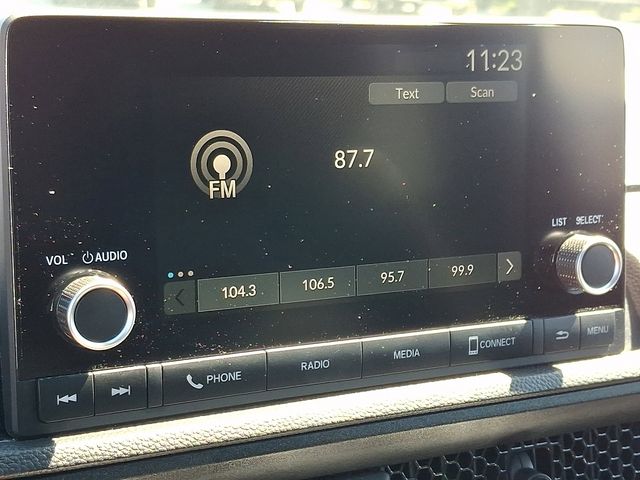 11:23
Text Scan
87.7
FM
LIST SELECT
VOL AUDIO
104.3 106.5 95.7 99.9
PHONE RADIO MEDIA CONNECT MENU